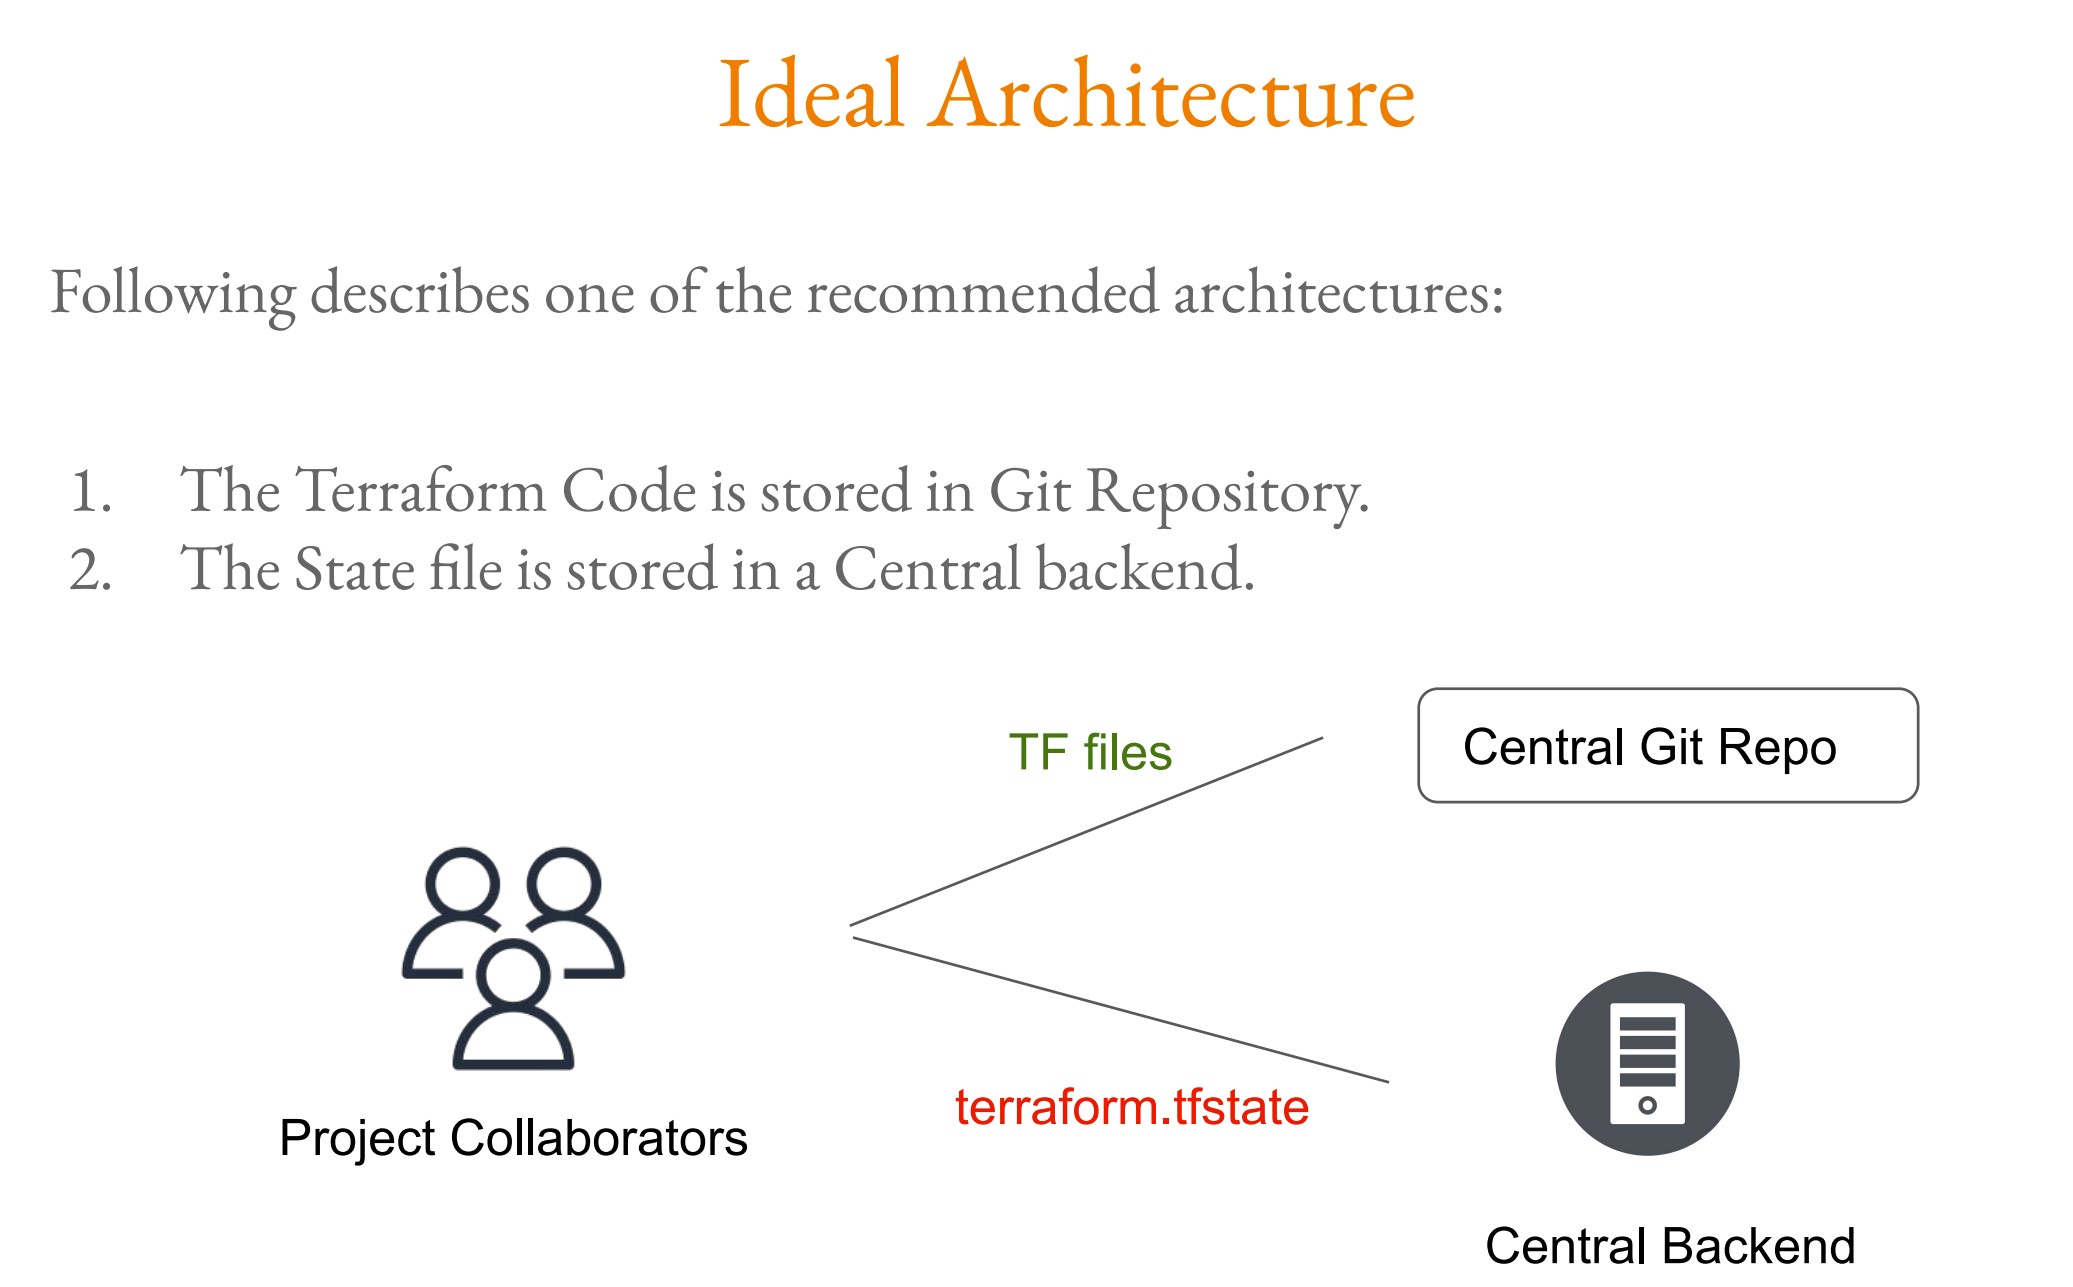 Ideal Architecture
Following describes one of the recommended architectures:
1. The Terraform Code is stored in Git Repository.
2. The State file is stored in a Central backend.
TF files
Central Git Repo
terraform.tfstate
Project Collaborators
Central Backend